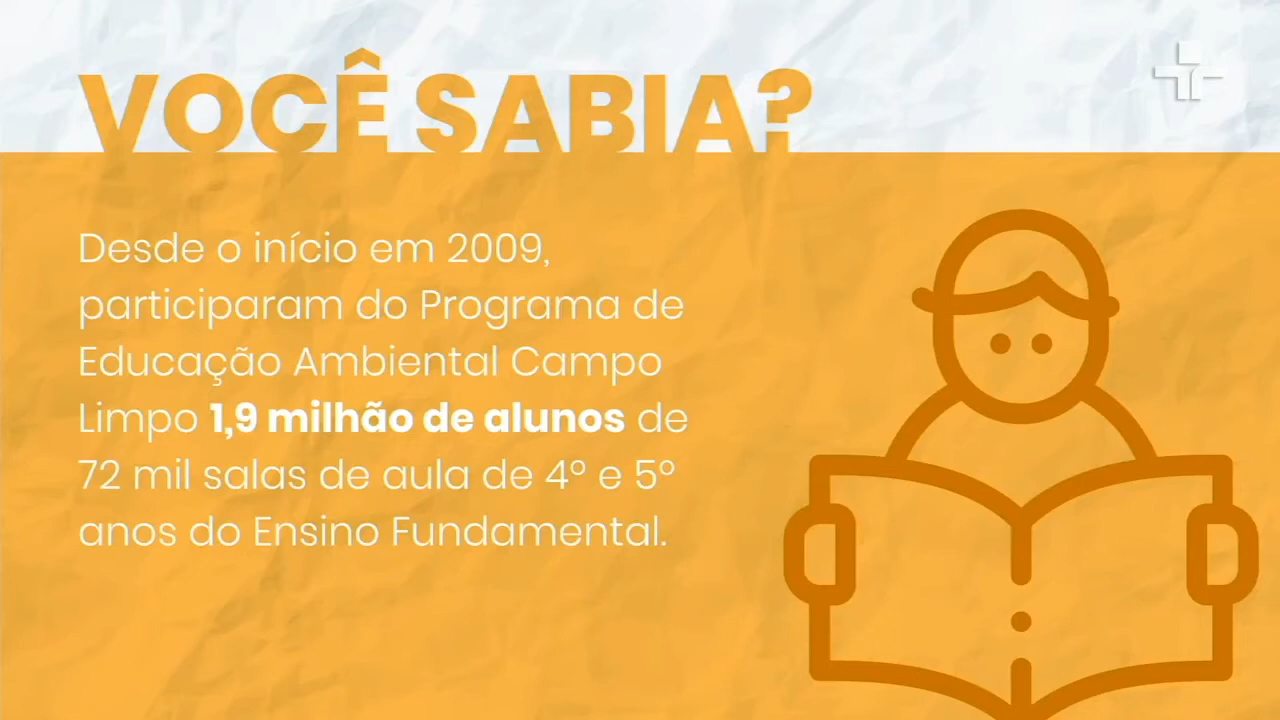 VOCÊ SABIA?
Desde o início em 2009,
participaram do Programa de
Educação Ambiental Campo
Limpo 1,9 milhão de alunos de
72 mil salas de aula de 4º e 5º
anos do Ensino Fundamental.